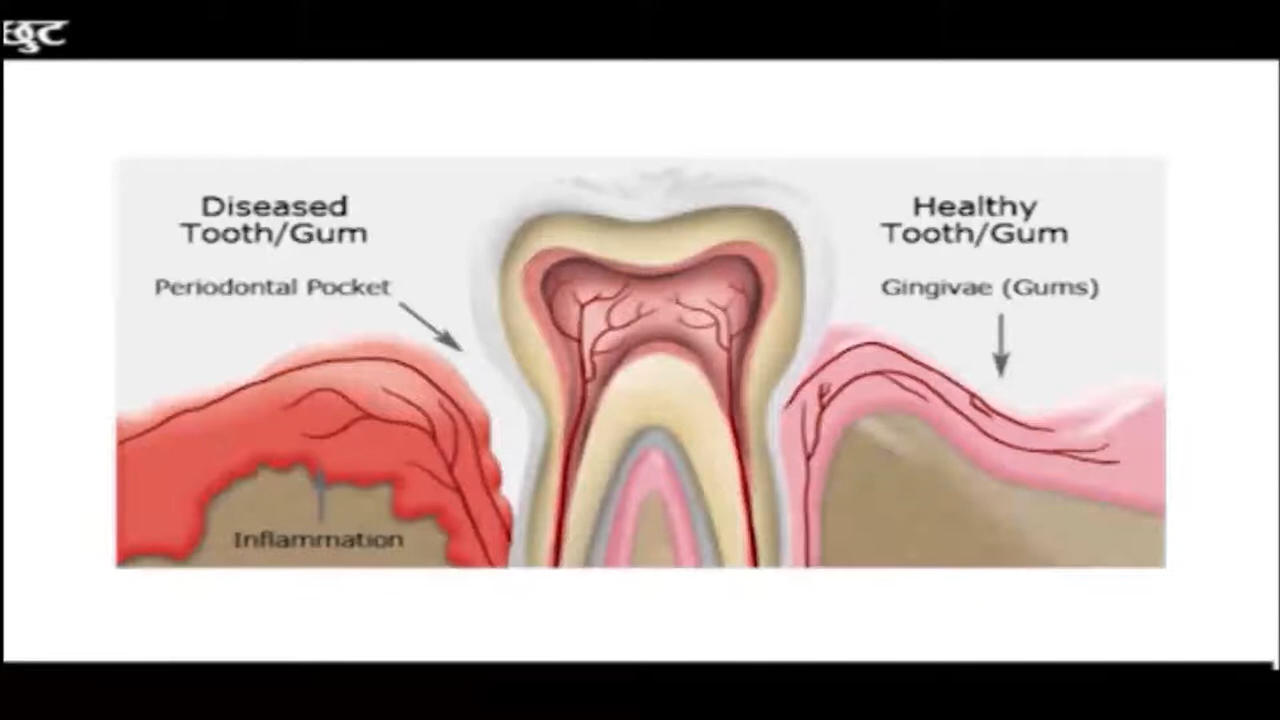 छुट
Diseased
Tooth/Gum
Periodontal Pocket
Inflammation
Healthy
Tooth/Gum
Gingivae (Gums)